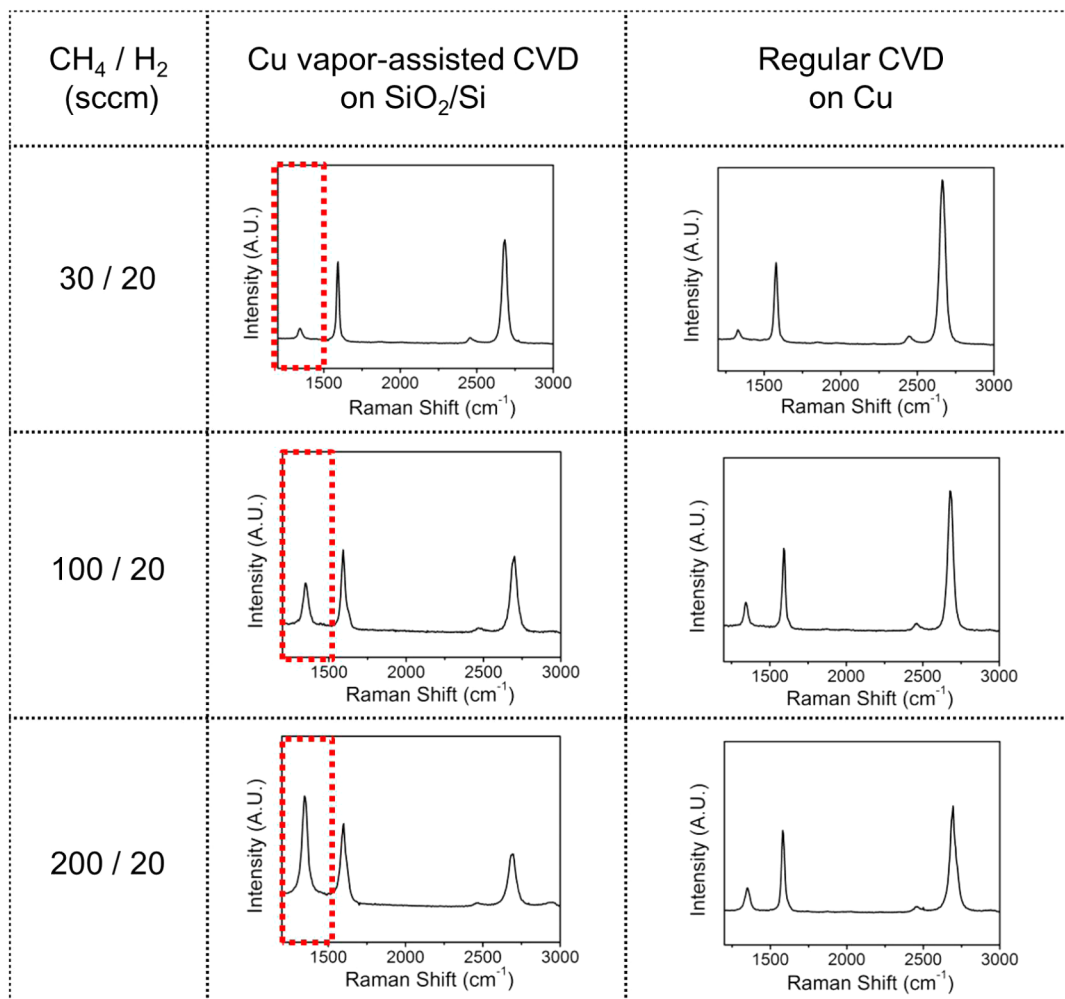 CH₄ / H₂
(sccm)
Cu vapor-assisted CVD
on SiO₂/Si
Regular CVD
on Cu
30 / 20
Intensity (A.U.)
1500 2000 2500 3000
Raman Shift (cm⁻¹)
Intensity (A.U.)
1500 2000 2500 3000
Raman Shift (cm⁻¹)
100 / 20
Intensity (A.U.)
1500 2000 2500 3000
Raman Shift (cm⁻¹)
Intensity (A.U.)
1500 2000 2500 3000
Raman Shift (cm⁻¹)
200 / 20
Intensity (A.U.)
1500 2000 2500 3000
Raman Shift (cm⁻¹)
Intensity (A.U.)
1500 2000 2500 3000
Raman Shift (cm⁻¹)